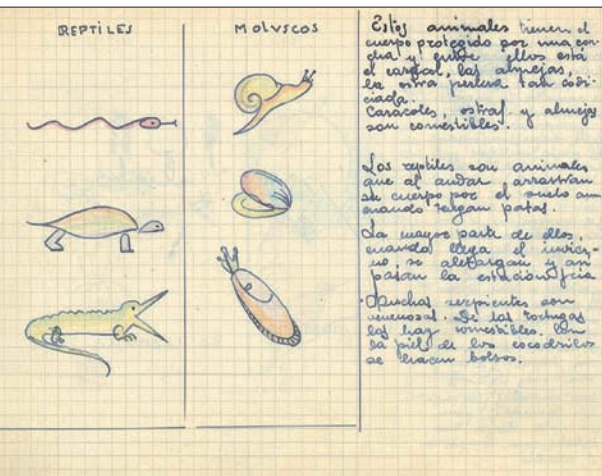 REPTILES
MOLUSCOS
Estos animales tienen el
cuerpo protegido por una con-
cha y entre ellos está
el caracol, las almejas,
la ostra perlera tan codi-
ciada.
Caracoles, ostras y almejas
son comestibles.
Los reptiles son animales
que al andar arrastran
su cuerpo por el suelo aun
cuando tengan patas.
La mayor parte de ellos,
cuando llega el invier-
no, se aletargan y así
pasan la estación fría
Muchas serpientes son
venenosas. De las tortugas
las hay comestibles. Con
la piel de los cocodrilos
se hacen bolsos.